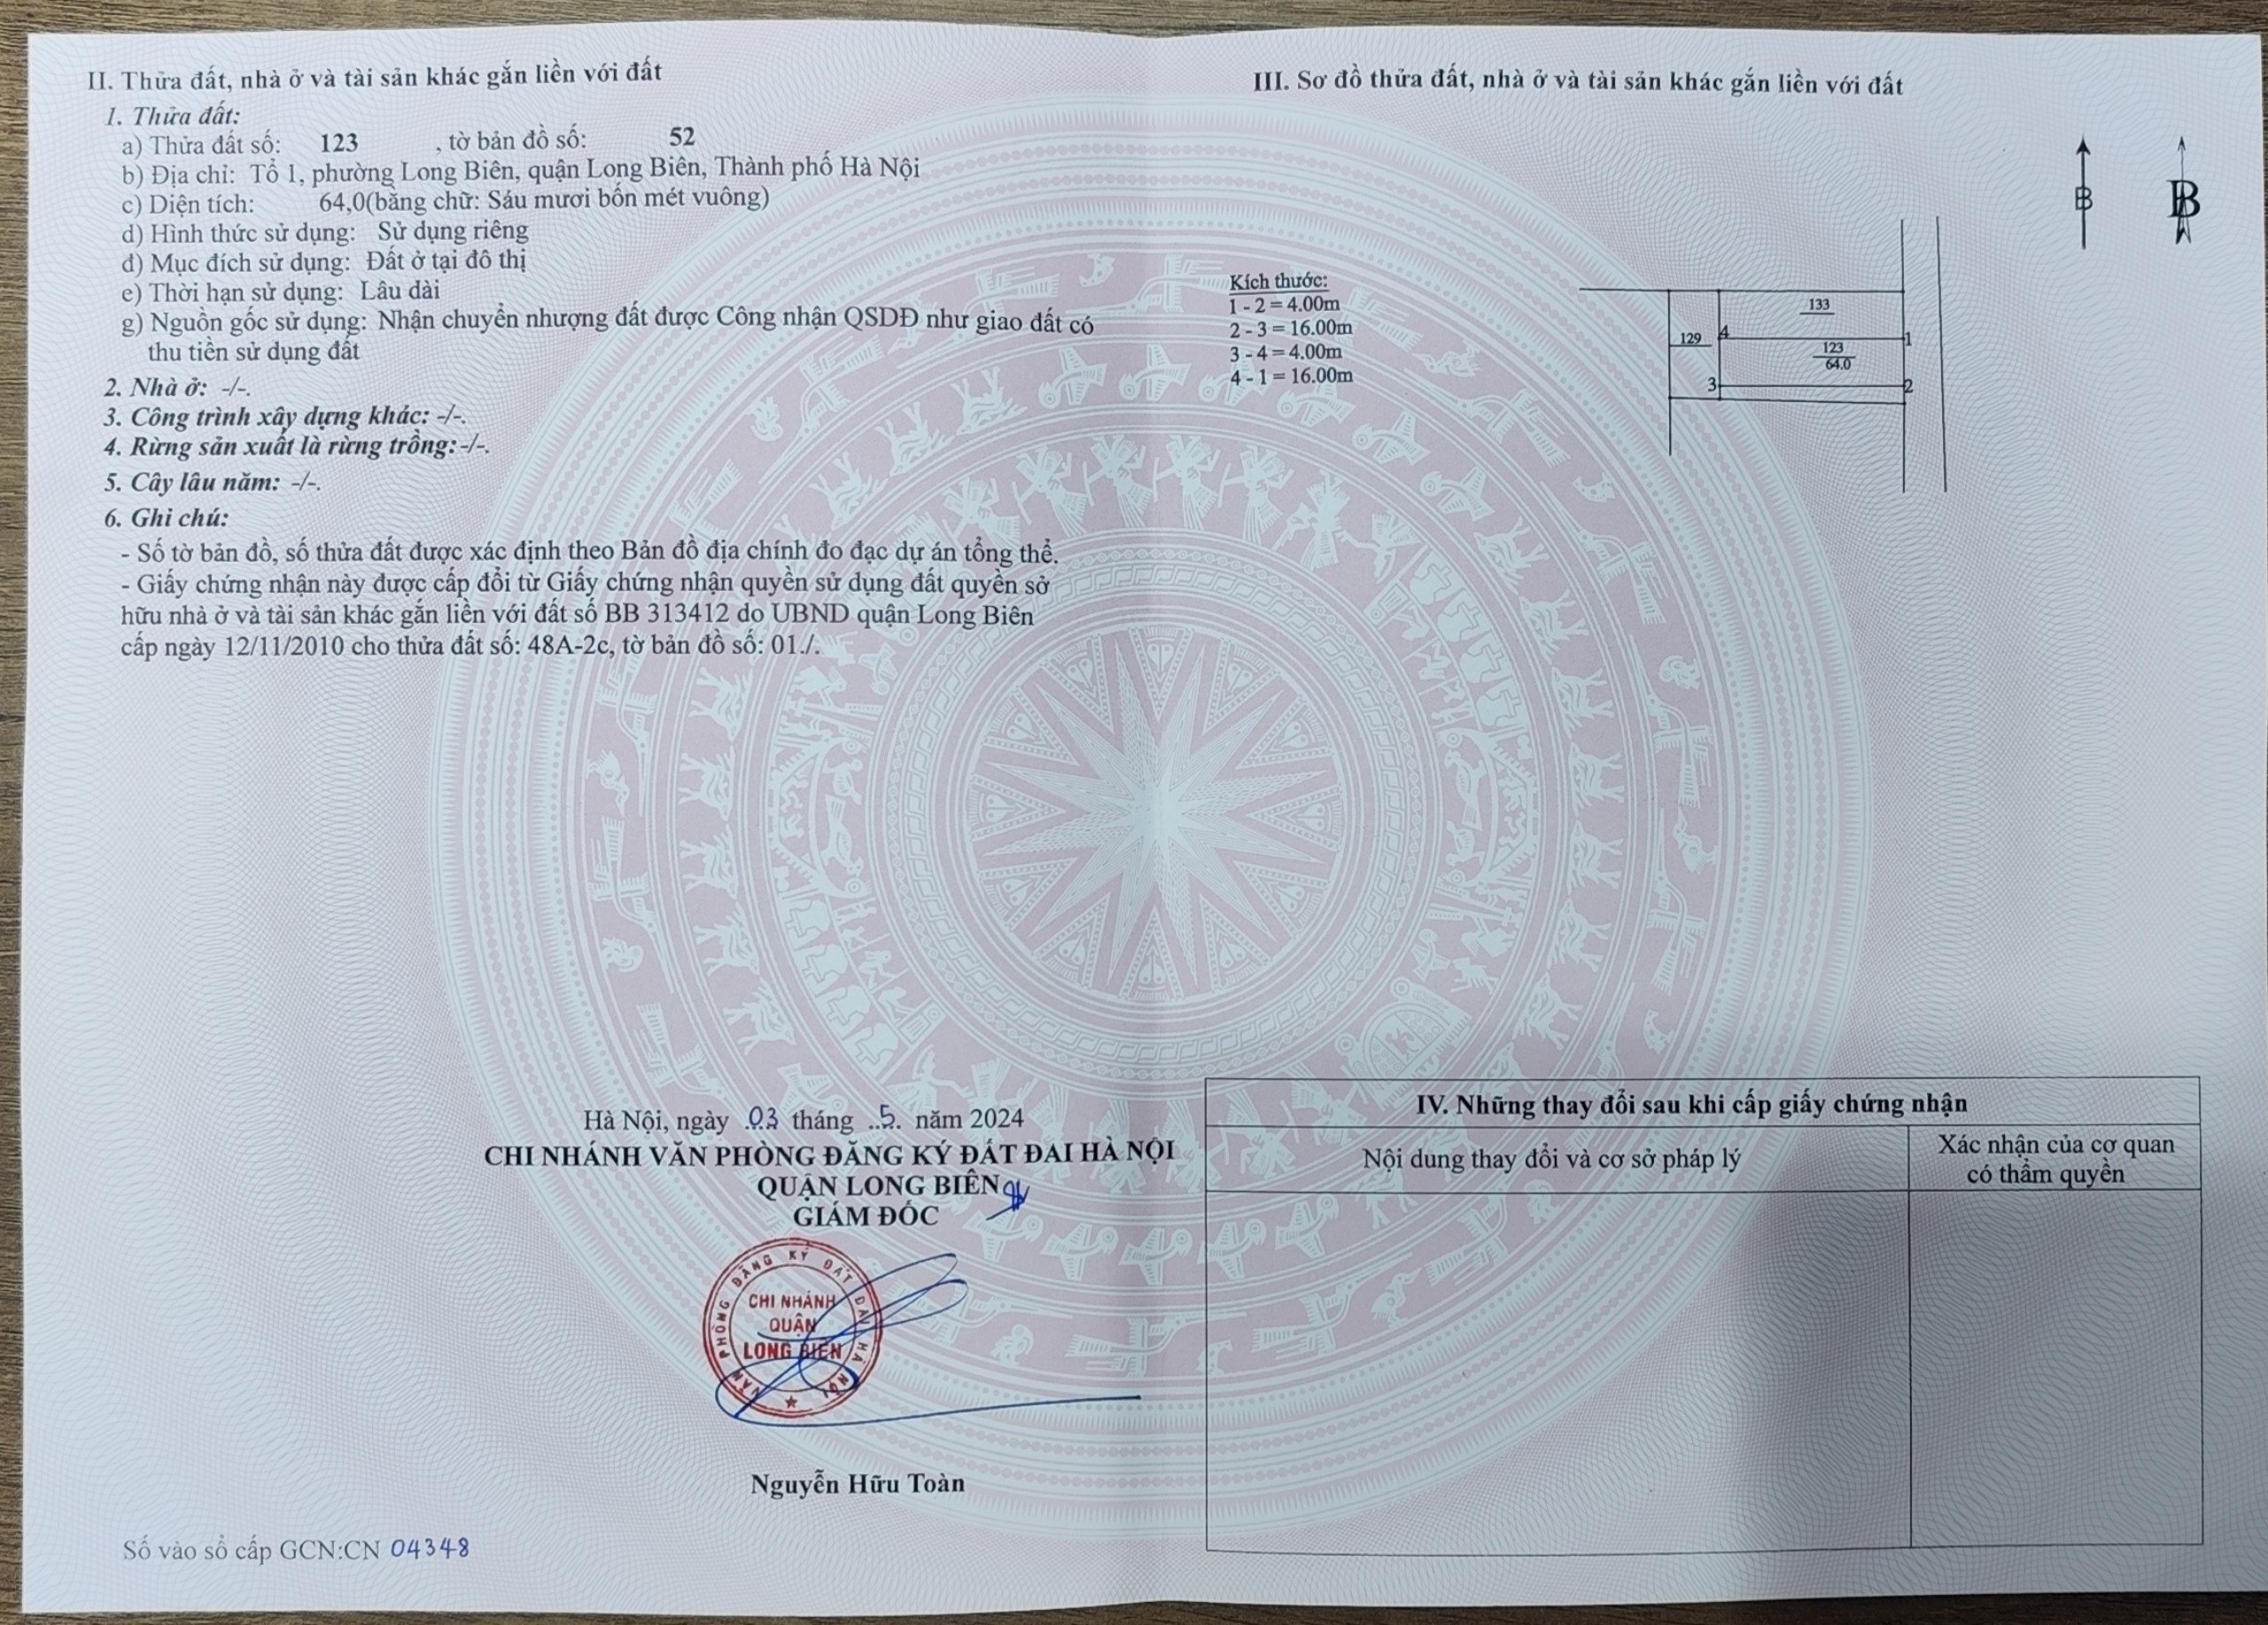 II. Thửa đất, nhà ở và tài sản khác gắn liền với đất
1. Thửa đất:
a) Thửa đất số: 123 , tờ bản đồ số: 52
b) Địa chỉ: Tổ 1, phường Long Biên, quận Long Biên, Thành phố Hà Nội
c) Diện tích: 64,0(bằng chữ: Sáu mươi bốn mét vuông)
d) Hình thức sử dụng: Sử dụng riêng
đ) Mục đích sử dụng: Đất ở tại đô thị
e) Thời hạn sử dụng: Lâu dài
g) Nguồn gốc sử dụng: Nhận chuyển nhượng đất được Công nhận QSDĐ như giao đất có
thu tiền sử dụng đất
2. Nhà ở: -/-.
3. Công trình xây dựng khác: -/-.
4. Rừng sản xuất là rừng trồng: -/-.
5. Cây lâu năm: -/-.
6. Ghi chú:
- Số tờ bản đồ, số thửa đất được xác định theo Bản đồ địa chính đo đạc dự án tổng thể.
- Giấy chứng nhận này được cấp đổi từ Giấy chứng nhận quyền sử dụng đất quyền sở
hữu nhà ở và tài sản khác gắn liền với đất số BB 313412 do UBND quận Long Biên
cấp ngày 12/11/2010 cho thửa đất số: 48A-2c, tờ bản đồ số: 01./.
Hà Nội, ngày .03 tháng ..5. năm 2024
CHI NHÁNH VĂN PHÒNG ĐĂNG KÝ ĐẤT ĐAI HÀ NỘI
QUẬN LONG BIÊN
GIÁM ĐỐC
VĂN PHÒNG ĐĂNG KÝ ĐẤT ĐAI HÀ NỘI
CHI NHÁNH
QUẬN
LONG BIÊN
Nguyễn Hữu Toàn
Số vào sổ cấp GCN:CN 04348
III. Sơ đồ thửa đất, nhà ở và tài sản khác gắn liền với đất
B
B
Kích thước:
1 - 2 = 4.00m
2 - 3 = 16.00m
3 - 4 = 4.00m
4 - 1 = 16.00m
133
129
4
1
123
64.0
3
2
IV. Những thay đổi sau khi cấp giấy chứng nhận
Nội dung thay đổi và cơ sở pháp lý
Xác nhận của cơ quan
có thẩm quyền